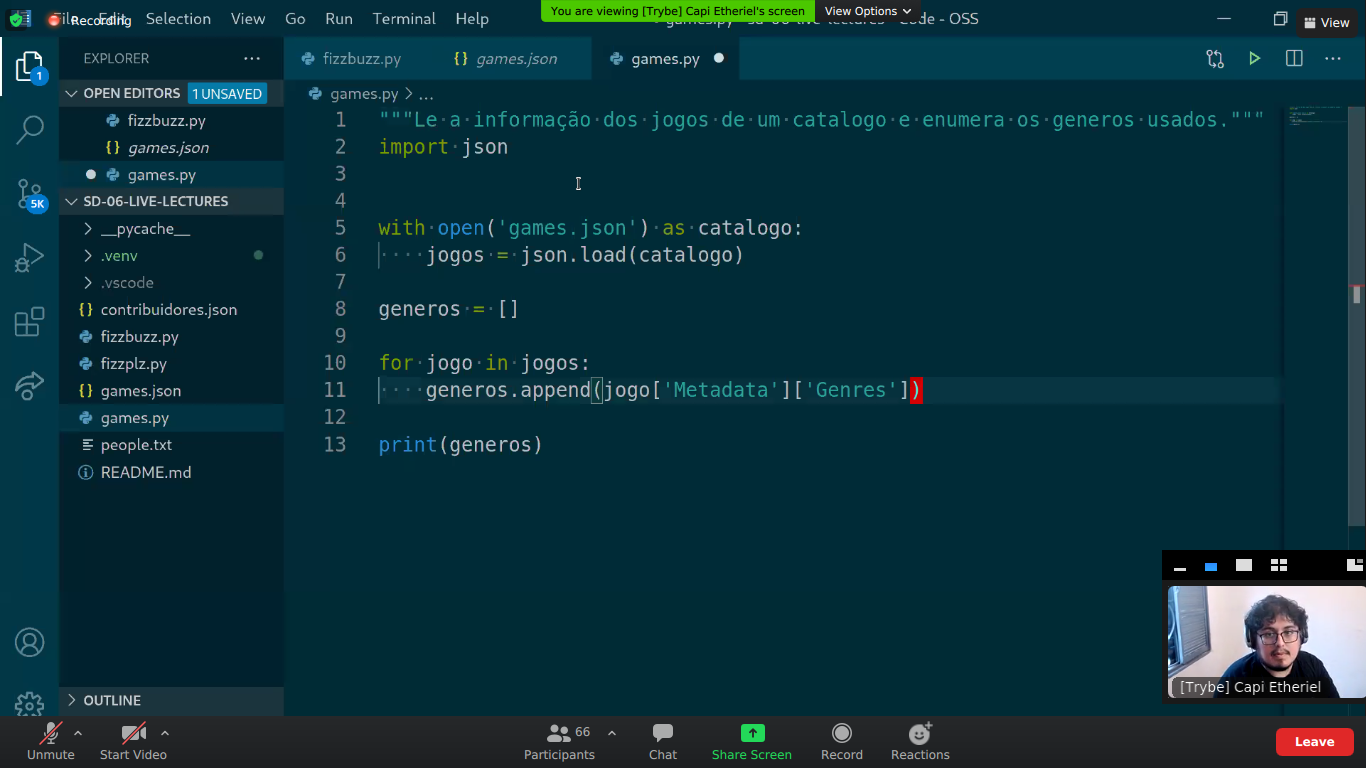 File Edit Selection View Go Run Terminal Help
Recording
You are viewing [Trybe] Capi Etheriel's screen
View Options
Code - OSS
View
EXPLORER
fizzbuzz.py
games.json
games.py
OPEN EDITORS
1 UNSAVED
fizzbuzz.py
games.json
games.py
SD-06-LIVE-LECTURES
__pycache__
.venv
.vscode
contribuidores.json
fizzbuzz.py
fizzplz.py
games.json
games.py
people.txt
README.md
OUTLINE
1
5K
games.py > ...
1 """Le a informação dos jogos de um catalogo e enumera os generos usados."""
2 import json
3
4
5 with open('games.json') as catalogo:
6     jogos = json.load(catalogo)
7
8 generos = []
9
10 for jogo in jogos:
11     generos.append(jogo['Metadata']['Genres'])
12
13 print(generos)
[Trybe] Capi Etheriel
Unmute
Start Video
66
Participants
Chat
Share Screen
Record
Reactions
Leave